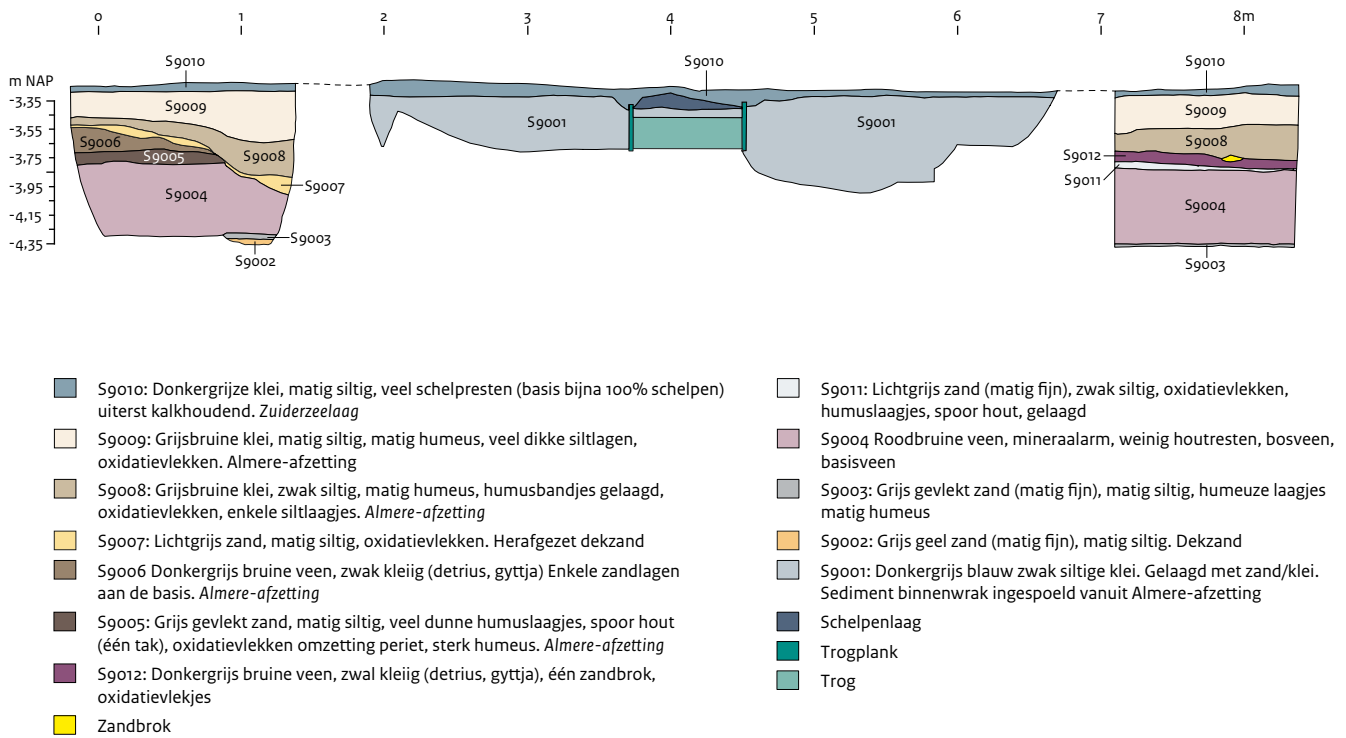 0 1 2 3 4 5 6 7 8m
S9010 S9010 S9010
m NAP
-3,35
-3,55
-3,75
-3,95
-4,15
-4,35
S9009
S9006
S9005
S9008
S9007
S9004
S9003
S9002
S9001 S9001
S9009
S9008
S9012
S9011
S9004
S9003
S9010: Donkergrijze klei, matig siltig, veel schelpresten (basis bijna 100% schelpen)
uiterst kalkhoudend. Zuiderzeelaag
S9009: Grijsbruine klei, matig siltig, matig humeus, veel dikke siltlagen,
oxidatievlekken. Almere-afzetting
S9008: Grijsbruine klei, zwak siltig, matig humeus, humusbandjes gelaagd,
oxidatievlekken, enkele siltlaagjes. Almere-afzetting
S9007: Lichtgrijs zand, matig siltig, oxidatievlekken. Herafgezet dekzand
S9006 Donkergrijs bruine veen, zwak kleiig (detrius, gyttja) Enkele zandlagen
aan de basis. Almere-afzetting
S9005: Grijs gevlekt zand, matig siltig, veel dunne humuslaagjes, spoor hout
(één tak), oxidatievlekken omzetting periet, sterk humeus. Almere-afzetting
S9012: Donkergrijs bruine veen, zwal kleiig (detrius, gyttja), één zandbrok,
oxidatievlekjes
Zandbrok
S9011: Lichtgrijs zand (matig fijn), zwak siltig, oxidatievlekken,
humuslaagjes, spoor hout, gelaagd
S9004 Roodbruine veen, mineraalarm, weinig houtresten, bosveen,
basisveen
S9003: Grijs gevlekt zand (matig fijn), matig siltig, humeuze laagjes
matig humeus
S9002: Grijs geel zand (matig fijn), matig siltig. Dekzand
S9001: Donkergrijs blauw zwak siltige klei. Gelaagd met zand/klei.
Sediment binnenwrak ingespoeld vanuit Almere-afzetting
Schelpenlaag
Trogplank
Trog